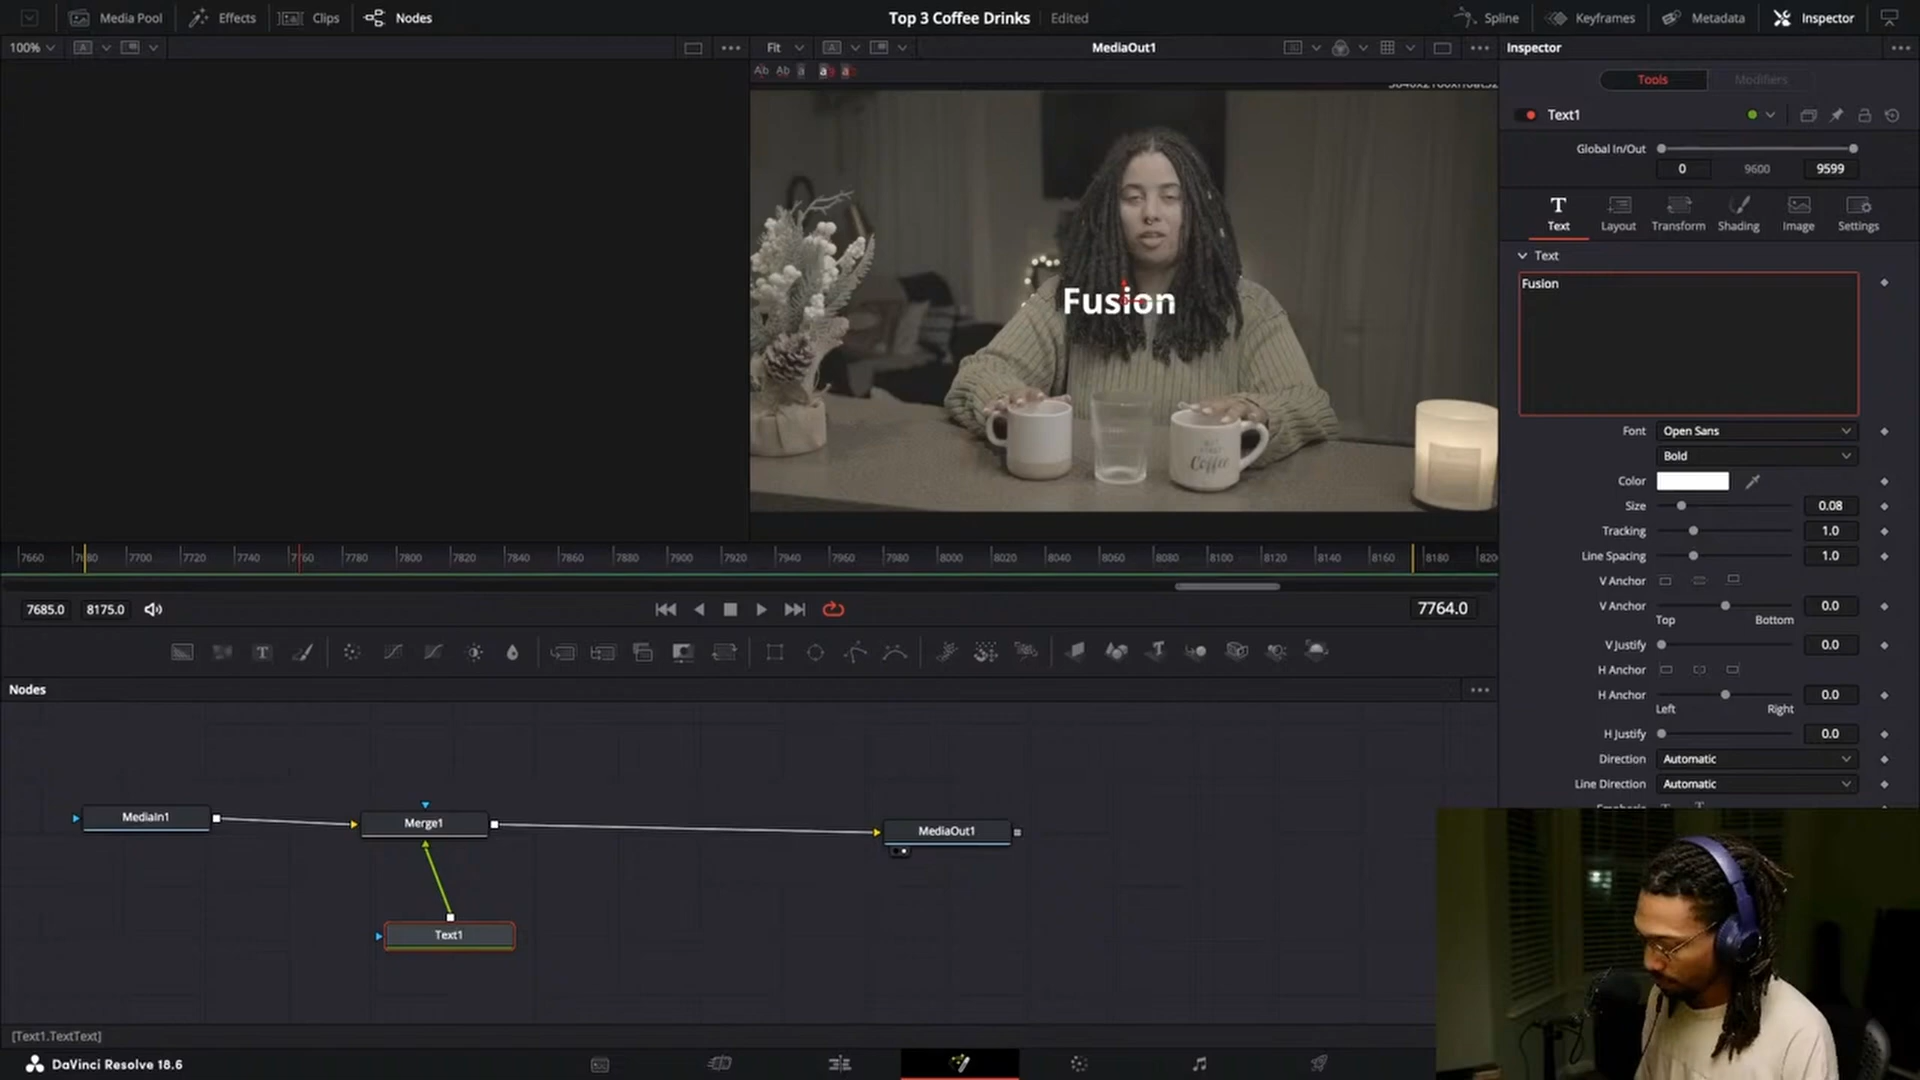 Media Pool Effects Clips Nodes Top 3 Coffee Drinks Edited Spline Keyframes Metadata Inspector
100% Fit MediaOut1 Inspector
Tools Modifiers
Text1
Global In/Out
0 9600 9599
Text Layout Transform Shading Image Settings
Text
Fusion
Fusion
Coffee
Font Open Sans
Bold
Color
Size 0.08
Tracking 1.0
Line Spacing 1.0
V Anchor
V Anchor 0.0
Top Bottom
V Justify 0.0
H Anchor
H Anchor 0.0
Left Right
H Justify 0.0
Direction Automatic
Line Direction Automatic
7660 7680 7700 7720 7740 7760 7780 7800 7820 7840 7860 7880 7900 7920 7940 7960 7980 8000 8020 8040 8060 8080 8100 8120 8140 8160 8180
7685.0 8175.0 7764.0
Nodes
MediaIn1 Merge1 MediaOut1
Text1
[Text1.TextText]
DaVinci Resolve 18.6